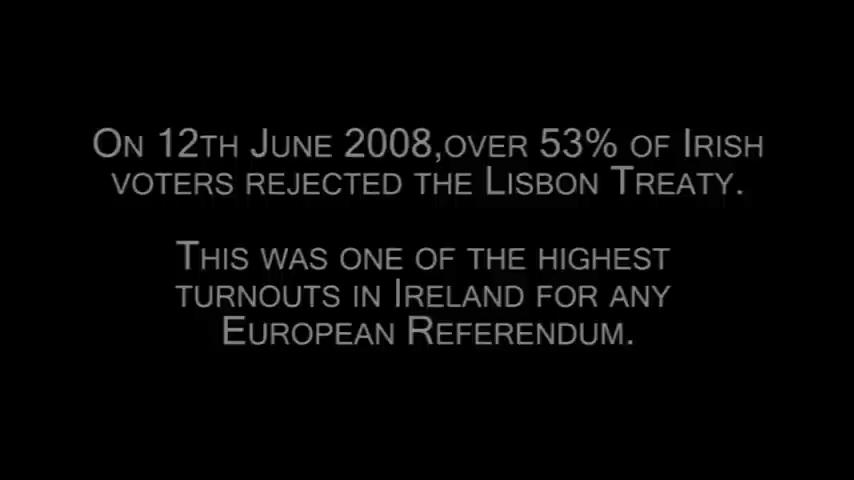 On 12th June 2008,over 53% of Irish
voters rejected the Lisbon Treaty.
This was one of the highest
turnouts in Ireland for any
European Referendum.